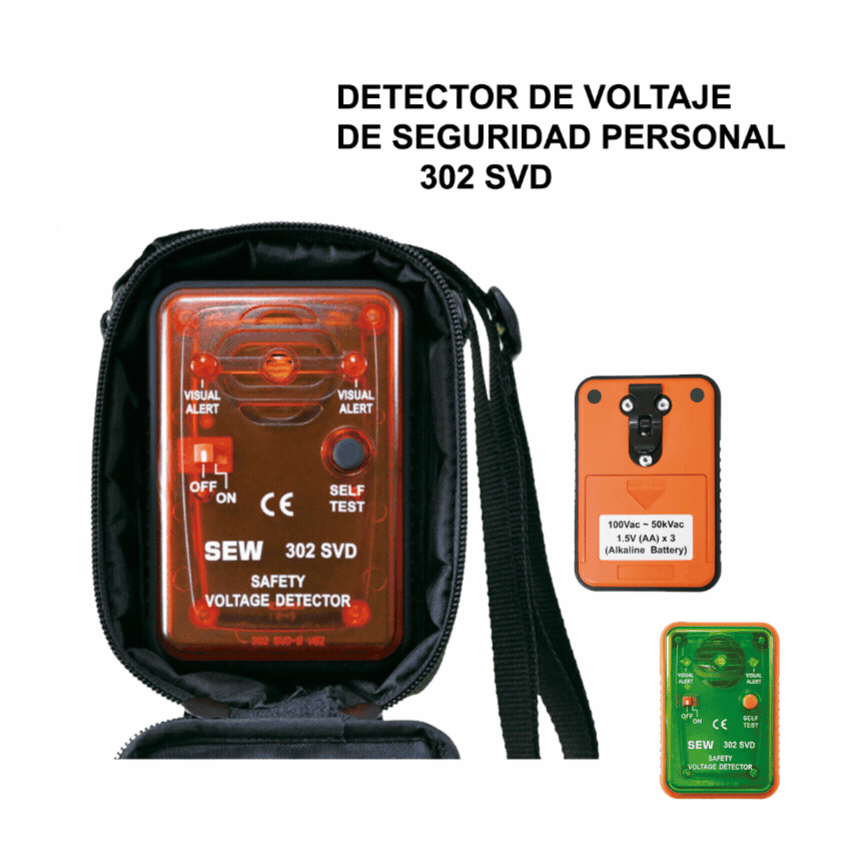 DETECTOR DE VOLTAJE
DE SEGURIDAD PERSONAL
302 SVD
VISUAL
ALERT
VISUAL
ALERT
OFF
ON
SELF
TEST
CE
SEW 302 SVD
SAFETY
VOLTAGE DETECTOR
100Vac ~ 50kVac
1.5V (AA) x 3
(Alkaline Battery)
VISUAL
ALERT
VISUAL
ALERT
OFF
ON
SELF
TEST
CE
SEW 302 SVD
SAFETY
VOLTAGE DETECTOR